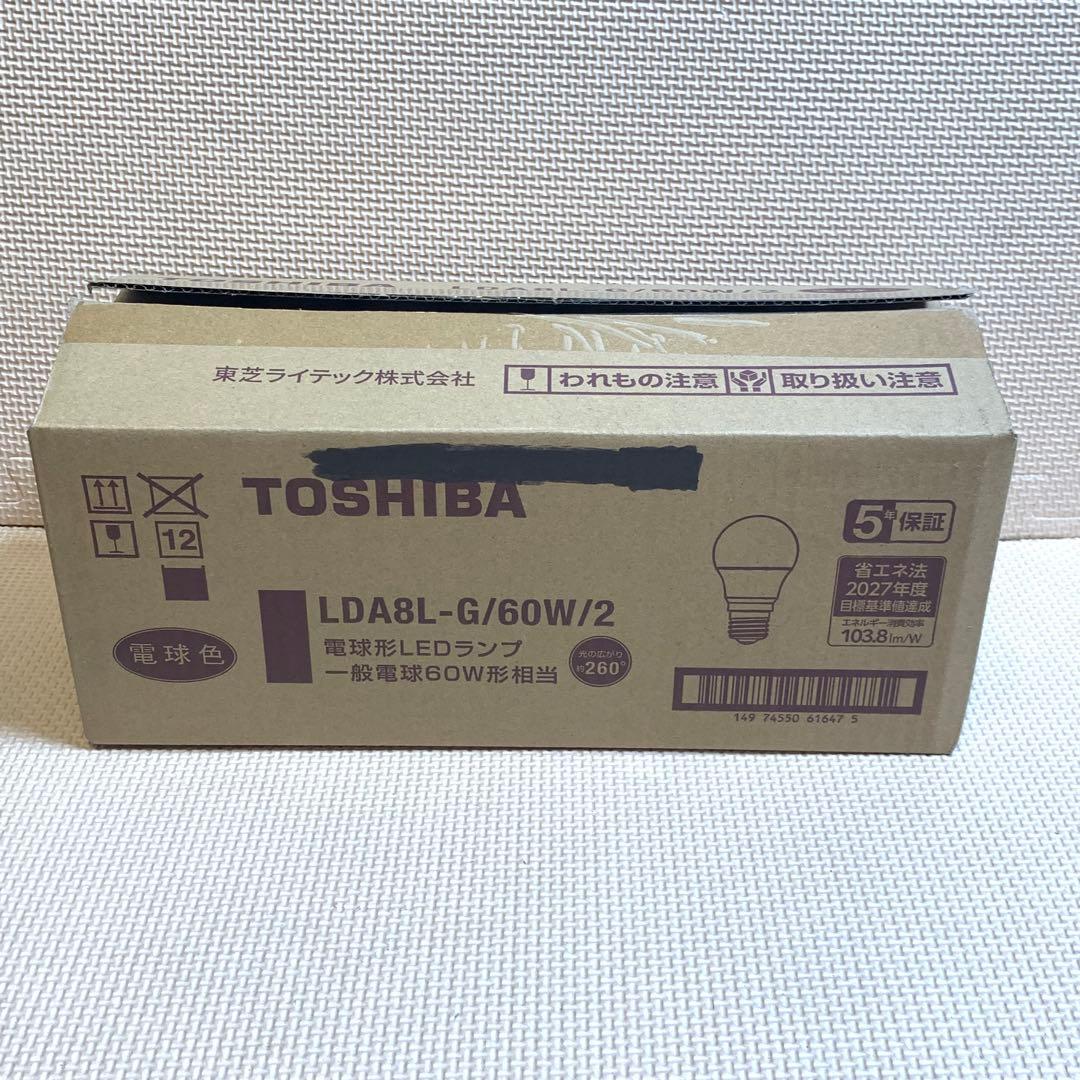 LDA8L-G/60W/2
東芝ライテック株式会社
われもの注意
取り扱い注意
TOSHIBA
12
電球色
LDA8L-G/60W/2
電球形LEDランプ
一般電球60W形相当
光の広がり
約260°
5年保証
省エネ法
2027年度
目標基準値達成
エネルギー消費効率
103.8lm/W
149 74550 61647 5